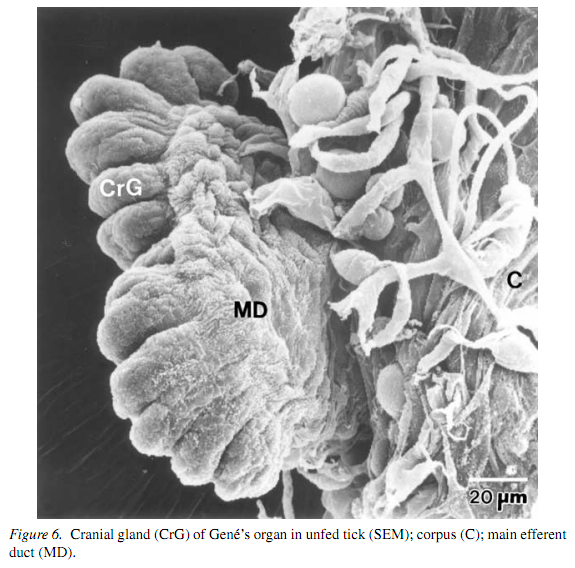 CrG
MD
C
20 µm
Figure 6. Cranial gland (CrG) of Gené's organ in unfed tick (SEM); corpus (C); main efferent
duct (MD).